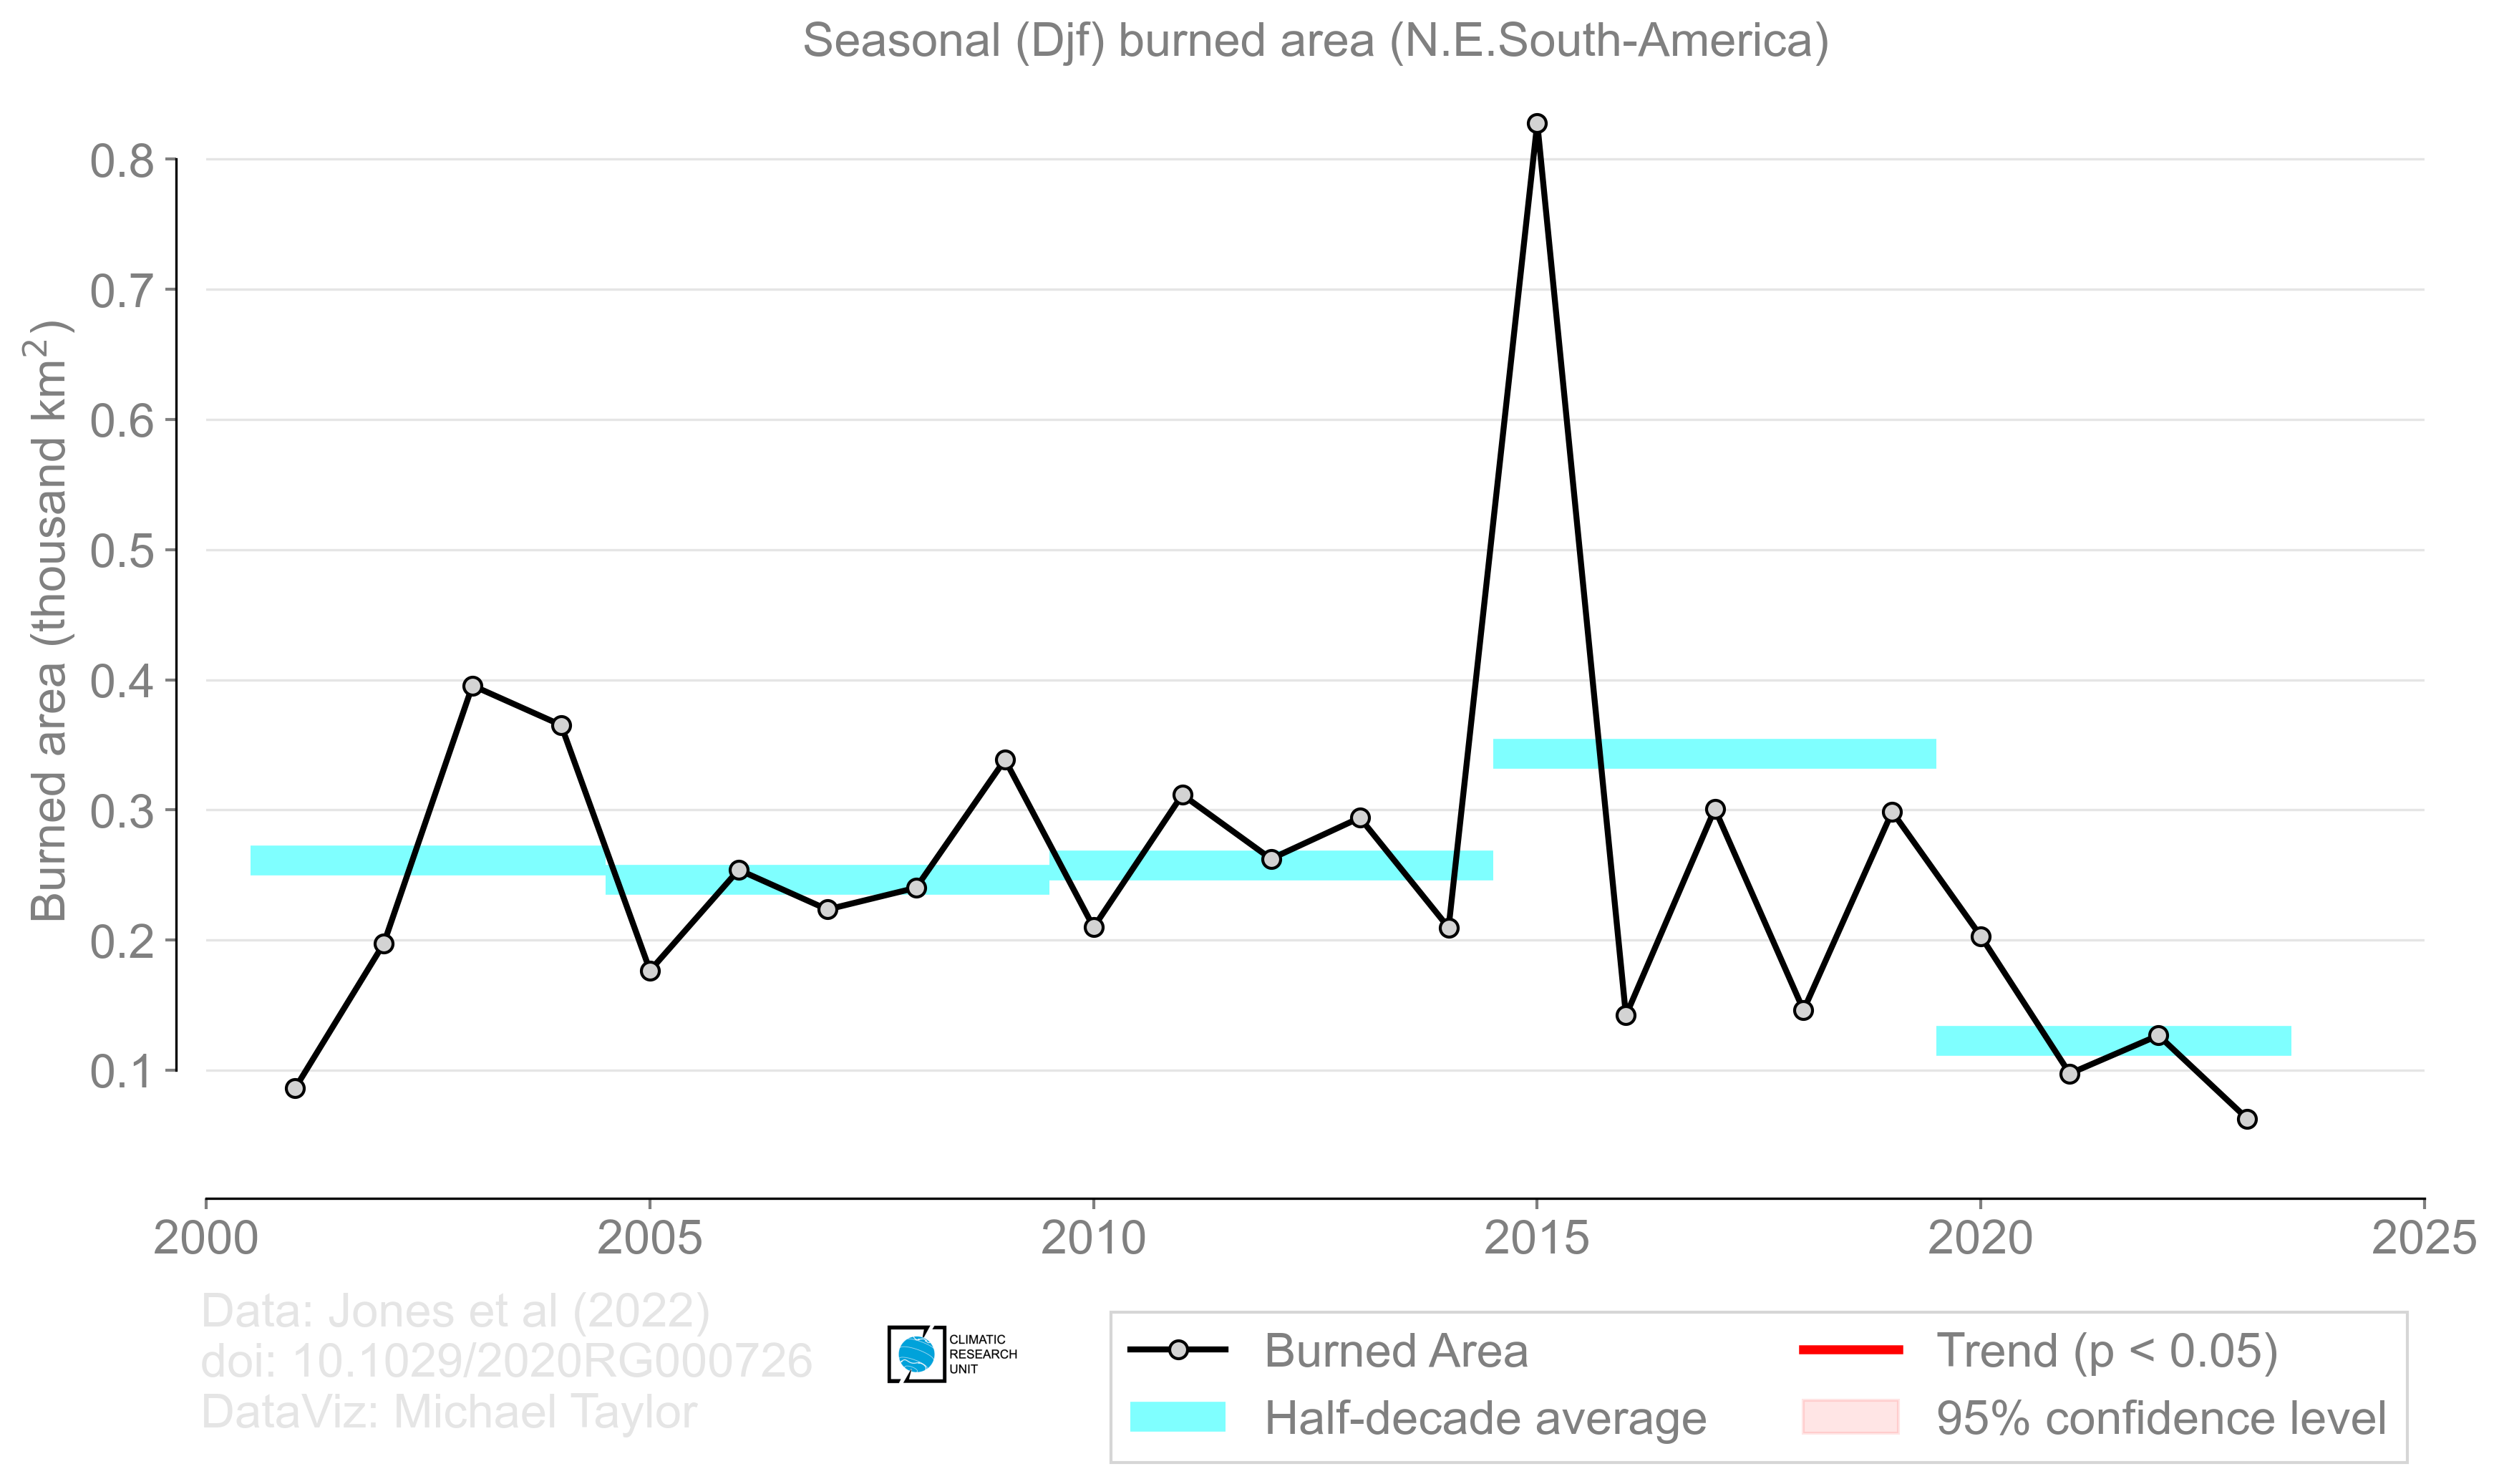 Seasonal (Djf) burned area (N.E.South-America)
Burned area (thousand km²)
0.8
0.7
0.6
0.5
0.4
0.3
0.2
0.1
2000 2005 2010 2015 2020 2025
Data: Jones et al (2022)
doi: 10.1029/2020RG000726
DataViz: Michael Taylor
CLIMATIC
RESEARCH
UNIT
Burned Area
Half-decade average
Trend (p < 0.05)
95% confidence level